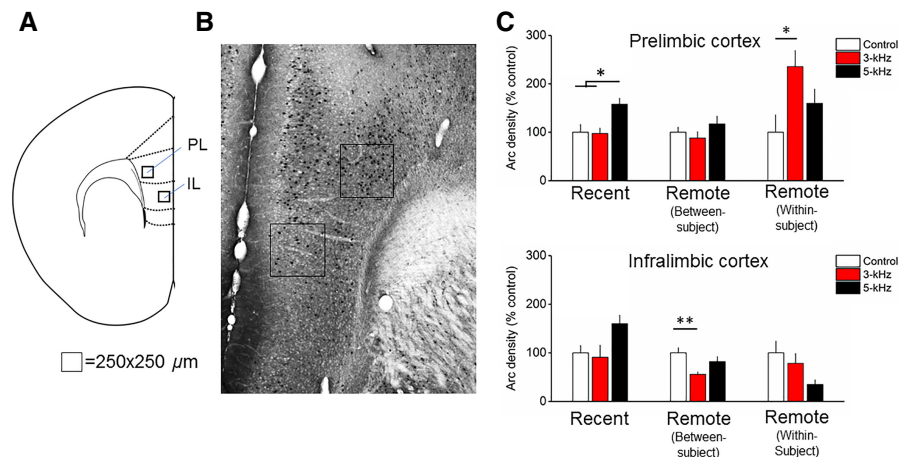 A
PL
IL
=250x250 µm
B
C
Prelimbic cortex
Arc density (% control)
300
200
100
0
*
*
Control
3-kHz
5-kHz
Recent
Remote
(Between-
subject)
Remote
(Within-
subject)
Infralimbic cortex
Arc density (% control)
300
200
100
0
**
Control
3-kHz
5-kHz
Recent
Remote
(Between-
subject)
Remote
(Within-
Subject)